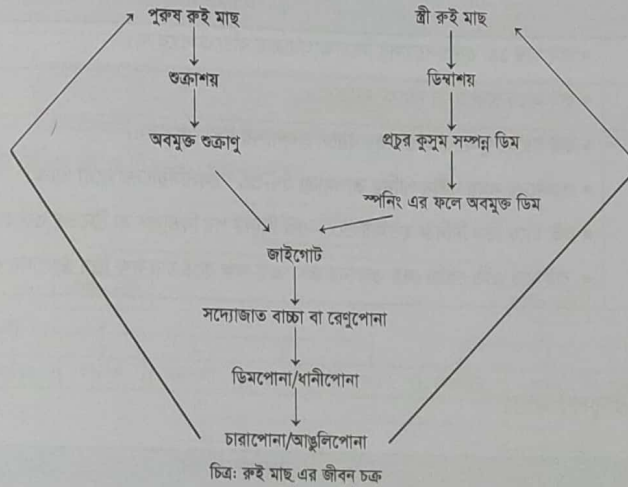 পুরুষ রুই মাছ
স্ত্রী রুই মাছ
শুক্রাশয়
ডিম্বাশয়
অবমুক্ত শুক্রাণু
প্রচুর কুসুম সম্পন্ন ডিম
স্পনিং এর ফলে অবমুক্ত ডিম
জাইগোট
সদ্যোজাত বাচ্চা বা রেণুপোনা
ডিমপোনা/ধানীপোনা
চারাপোনা/আঙুলিপোনা
চিত্র: রুই মাছ এর জীবন চক্র